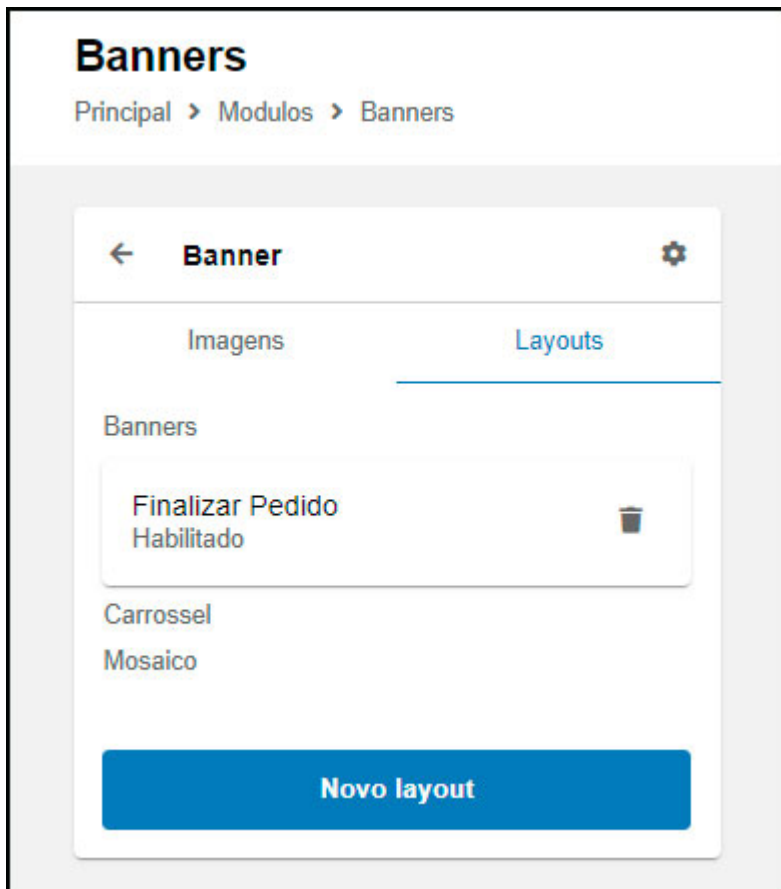 Banners
Principal > Modulos > Banners
Banner
Imagens Layouts
Banners
Finalizar Pedido
Habilitado
Carrossel
Mosaico
Novo layout